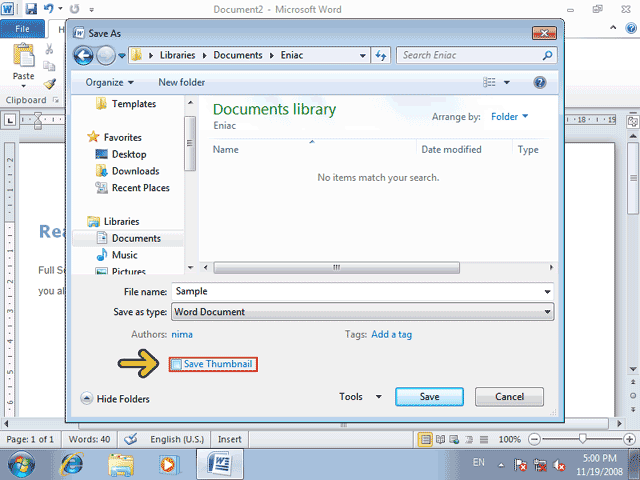 Document2 - Microsoft Word
File
Paste
Clipboard
Save As
Libraries
Documents
Eniac
Search Eniac
Organize
New folder
Templates
Favorites
Desktop
Downloads
Recent Places
Libraries
Documents
Music
Pictures
Documents library
Eniac
Arrange by: Folder
Name Date modified Type
No items match your search.
2
18 19
Rea
Full S
you al
File name: Sample
Save as type: Word Document
Authors: nima Tags: Add a tag
Save Thumbnail
Hide Folders Tools Save Cancel
Page: 1 of 1 Words: 40 English (U.S.) Insert 100%
EN 5:00 PM
11/19/2008